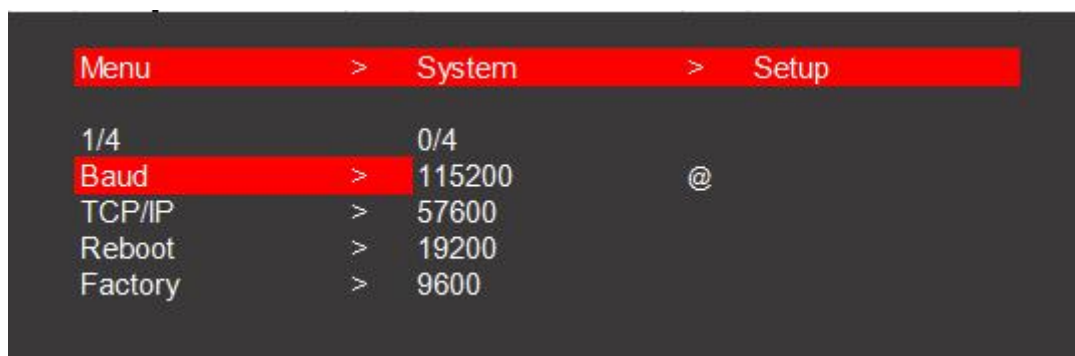 Menu > System > Setup
1/4 0/4
Baud > 115200 @
TCP/IP > 57600
Reboot > 19200
Factory > 9600